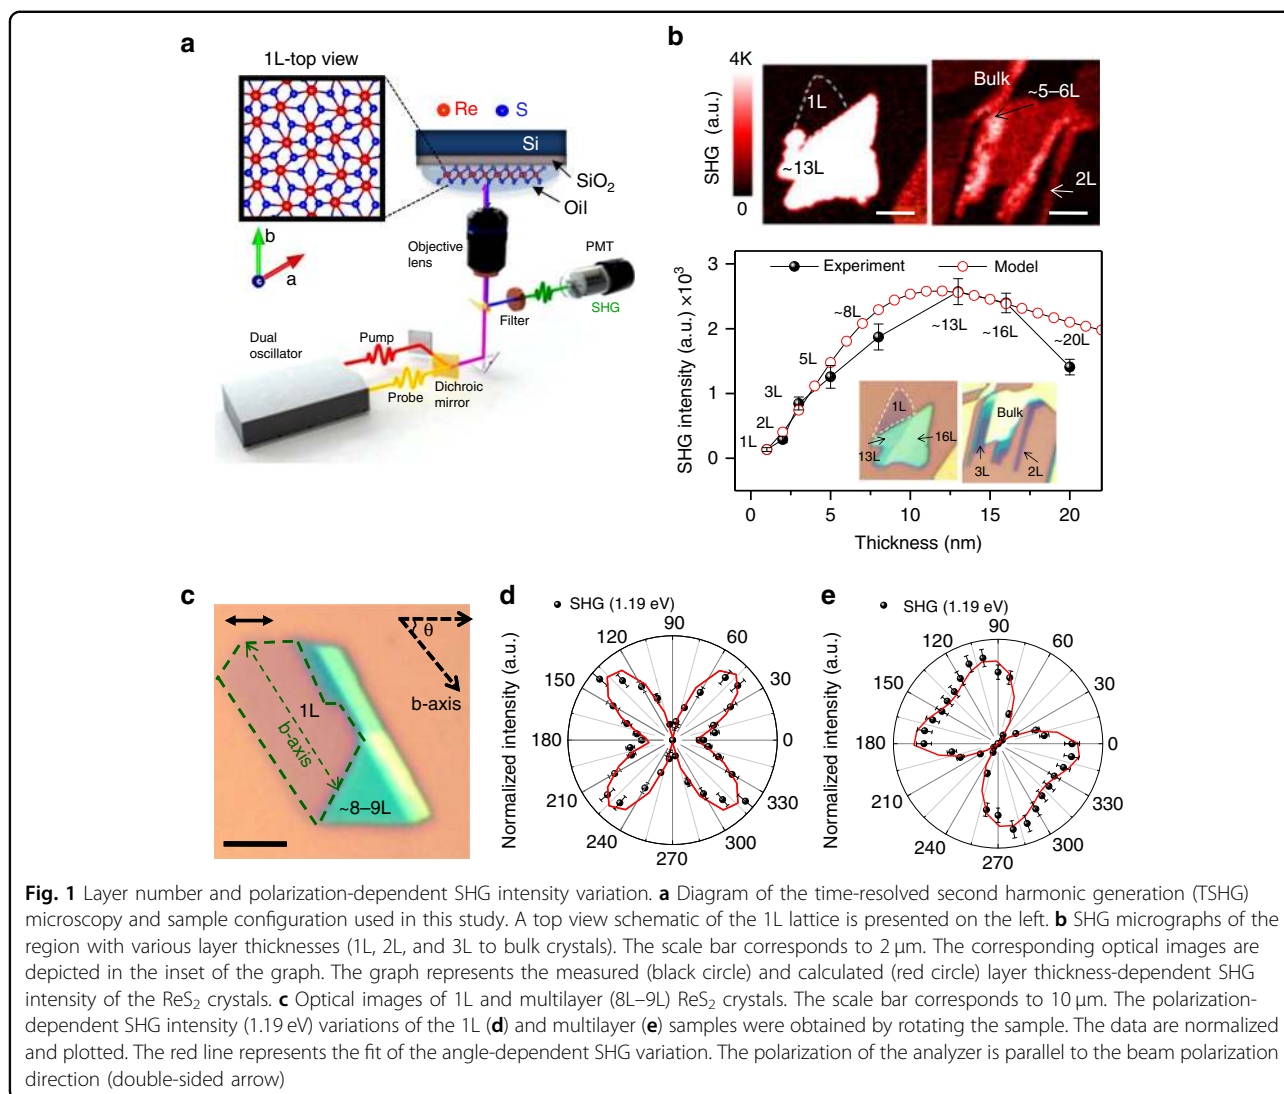 a
1L-top view
Re
S
Si
SiO2
Oil
b
a
c
Objective
lens
PMT
SHG
Filter
Dual
oscillator
Pump
Probe
Dichroic
mirror
b
4K
SHG (a.u.)
0
1L
~13L
Bulk
~5–6L
2L
SHG intensity (a.u.) ×10³
3
2
1
0
Experiment
Model
1L
2L
3L
5L
~8L
~13L
~16L
~20L
1L
13L
16L
Bulk
3L
2L
0
5
10
15
20
Thickness (nm)
c
θ
b-axis
1L
b-axis
~8–9L
d
SHG (1.19 eV)
Normalized intensity (a.u.)
90
120
60
150
30
180
0
210
330
240
300
270
e
SHG (1.19 eV)
Normalized intensity (a.u.)
90
120
60
150
30
180
0
210
330
240
300
270
Fig. 1 Layer number and polarization-dependent SHG intensity variation. a Diagram of the time-resolved second harmonic generation (TSHG)
microscopy and sample configuration used in this study. A top view schematic of the 1L lattice is presented on the left. b SHG micrographs of the
region with various layer thicknesses (1L, 2L, and 3L to bulk crystals). The scale bar corresponds to 2 μm. The corresponding optical images are
depicted in the inset of the graph. The graph represents the measured (black circle) and calculated (red circle) layer thickness-dependent SHG
intensity of the ReS2 crystals. c Optical images of 1L and multilayer (8L–9L) ReS2 crystals. The scale bar corresponds to 10 μm. The polarization-
dependent SHG intensity (1.19 eV) variations of the 1L (d) and multilayer (e) samples were obtained by rotating the sample. The data are normalized
and plotted. The red line represents the fit of the angle-dependent SHG variation. The polarization of the analyzer is parallel to the beam polarization
direction (double-sided arrow)